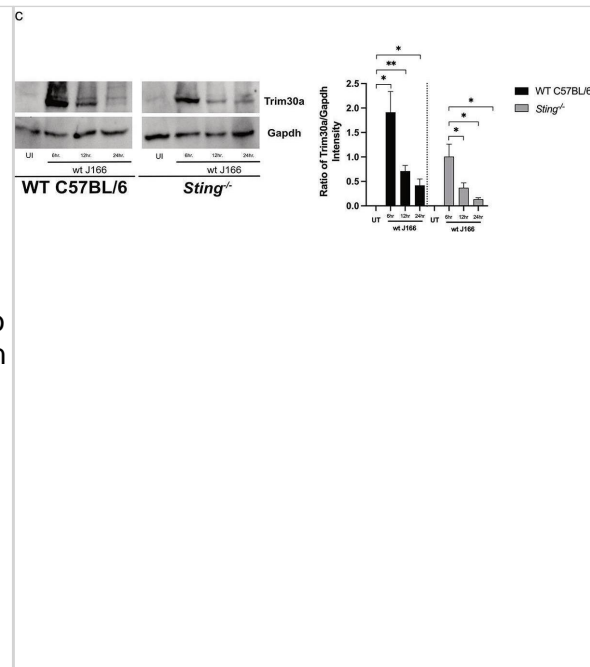 C
Trim30a
Gapdh
UI 6hr. 12hr. 24hr. UI 6hr. 12hr. 24hr.
wt J166 wt J166
WT C57BL/6 Sting-/-
* 
**
*
*
*
*
Ratio of Trim30a/Gapdh
Intensity
2.5
2.0
1.5
1.0
0.5
0.0
UT 6hr 12hr 24hr UT 6hr 12hr 24hr
wt J166 wt J166
WT C57BL/6
Sting-/-